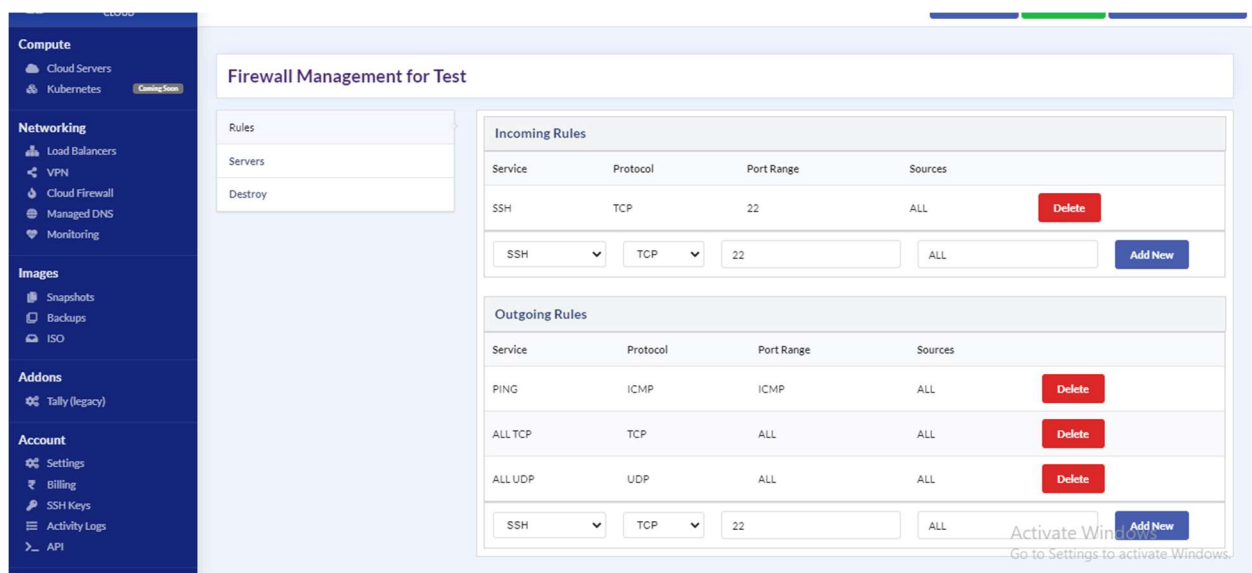 CLOUD
Compute
Cloud Servers
Kubernetes Coming Soon
Networking
Load Balancers
VPN
Cloud Firewall
Managed DNS
Monitoring
Images
Snapshots
Backups
ISO
Addons
Tally (legacy)
Account
Settings
Billing
SSH Keys
Activity Logs
API
Firewall Management for Test
Rules
Servers
Destroy
Incoming Rules
Service Protocol Port Range Sources
SSH TCP 22 ALL Delete
SSH TCP 22 ALL Add New
Outgoing Rules
Service Protocol Port Range Sources
PING ICMP ICMP ALL Delete
ALL TCP TCP ALL ALL Delete
ALL UDP UDP ALL ALL Delete
SSH TCP 22 ALL Add New
Activate Windows
Go to Settings to activate Windows.